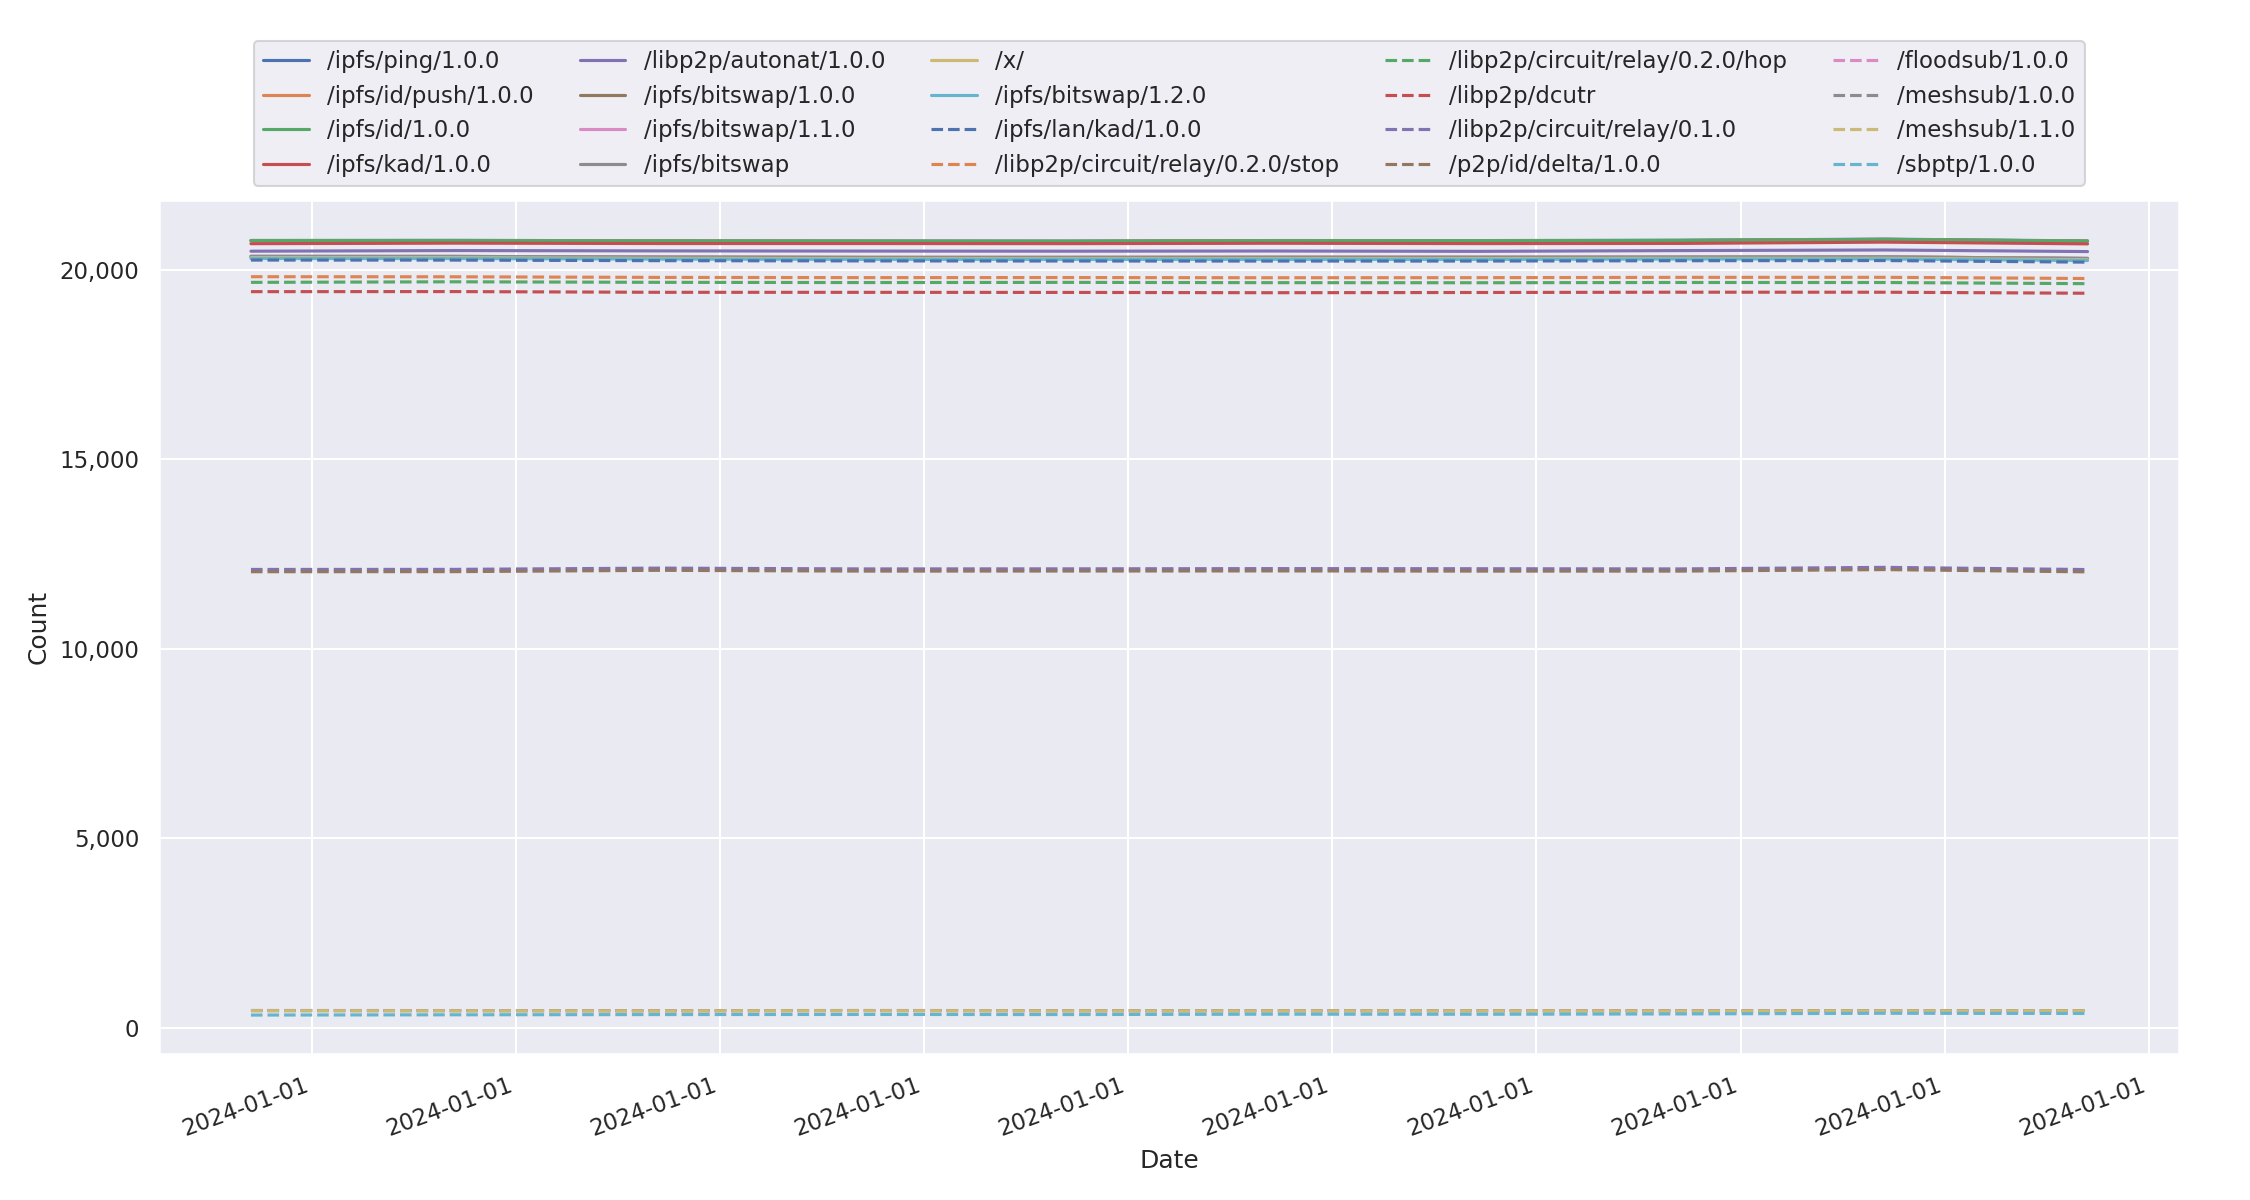 /ipfs/ping/1.0.0
/ipfs/id/push/1.0.0
/ipfs/id/1.0.0
/ipfs/kad/1.0.0
/libp2p/autonat/1.0.0
/ipfs/bitswap/1.0.0
/ipfs/bitswap/1.1.0
/ipfs/bitswap
/x/
/ipfs/bitswap/1.2.0
/ipfs/lan/kad/1.0.0
/libp2p/circuit/relay/0.2.0/stop
/libp2p/circuit/relay/0.2.0/hop
/libp2p/dcutr
/libp2p/circuit/relay/0.1.0
/p2p/id/delta/1.0.0
/floodsub/1.0.0
/meshsub/1.0.0
/meshsub/1.1.0
/sbptp/1.0.0
20,000
15,000
10,000
5,000
0
Count
2024-01-01
2024-01-01
2024-01-01
2024-01-01
2024-01-01
2024-01-01
2024-01-01
2024-01-01
2024-01-01
2024-01-01
Date